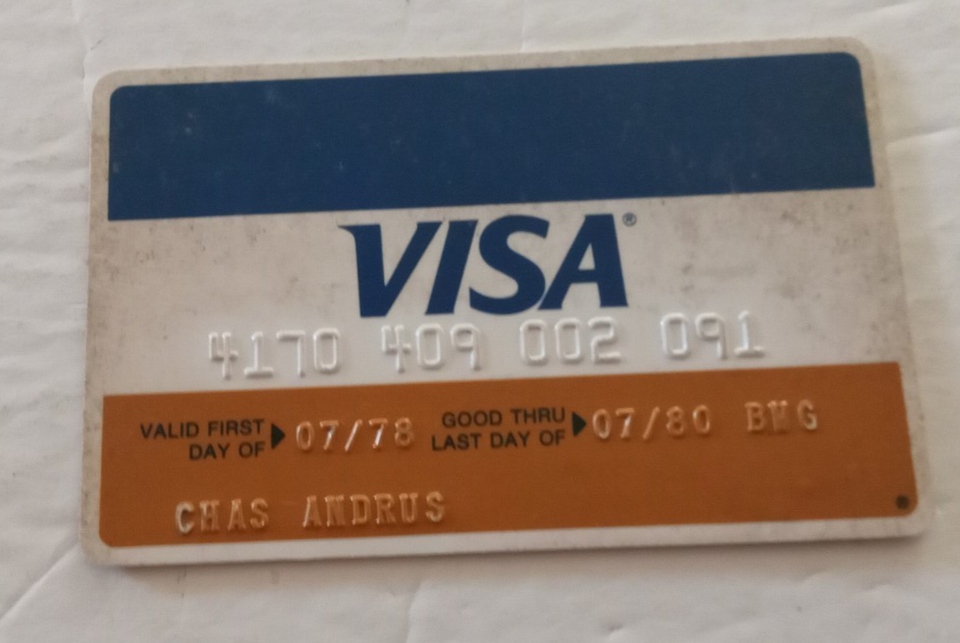 VISA®
4170 409 002 091
VALID FIRST DAY OF 07/78 GOOD THRU LAST DAY OF 07/80 BWG
CHAS ANDRUS